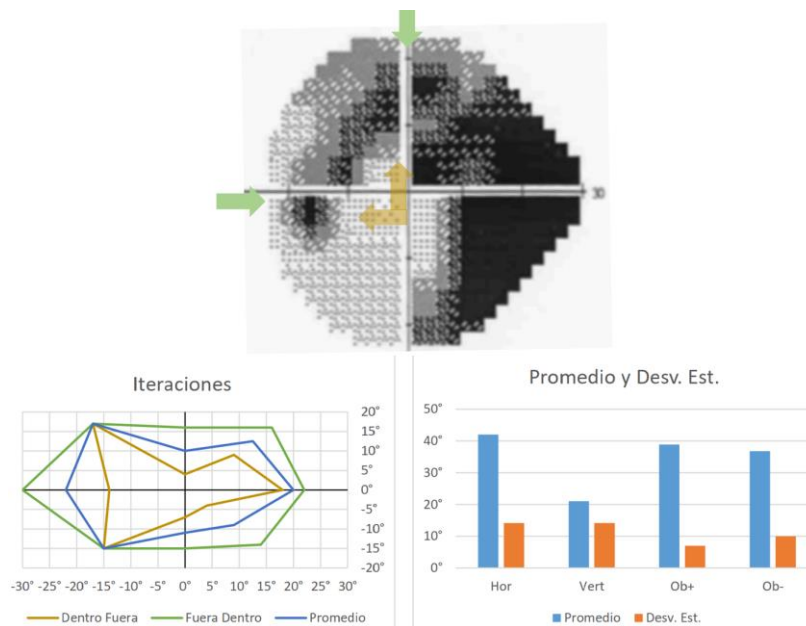 30
Iteraciones
20°
15°
10°
5°
0°
-5°
-10°
-15°
-20°
-30° -25° -20° -15° -10° -5° 0° 5° 10° 15° 20° 25° 30°
Dentro Fuera Fuera Dentro Promedio
Promedio y Desv. Est.
50°
40°
30°
20°
10°
0°
Hor Vert Ob+ Ob-
Promedio Desv. Est.